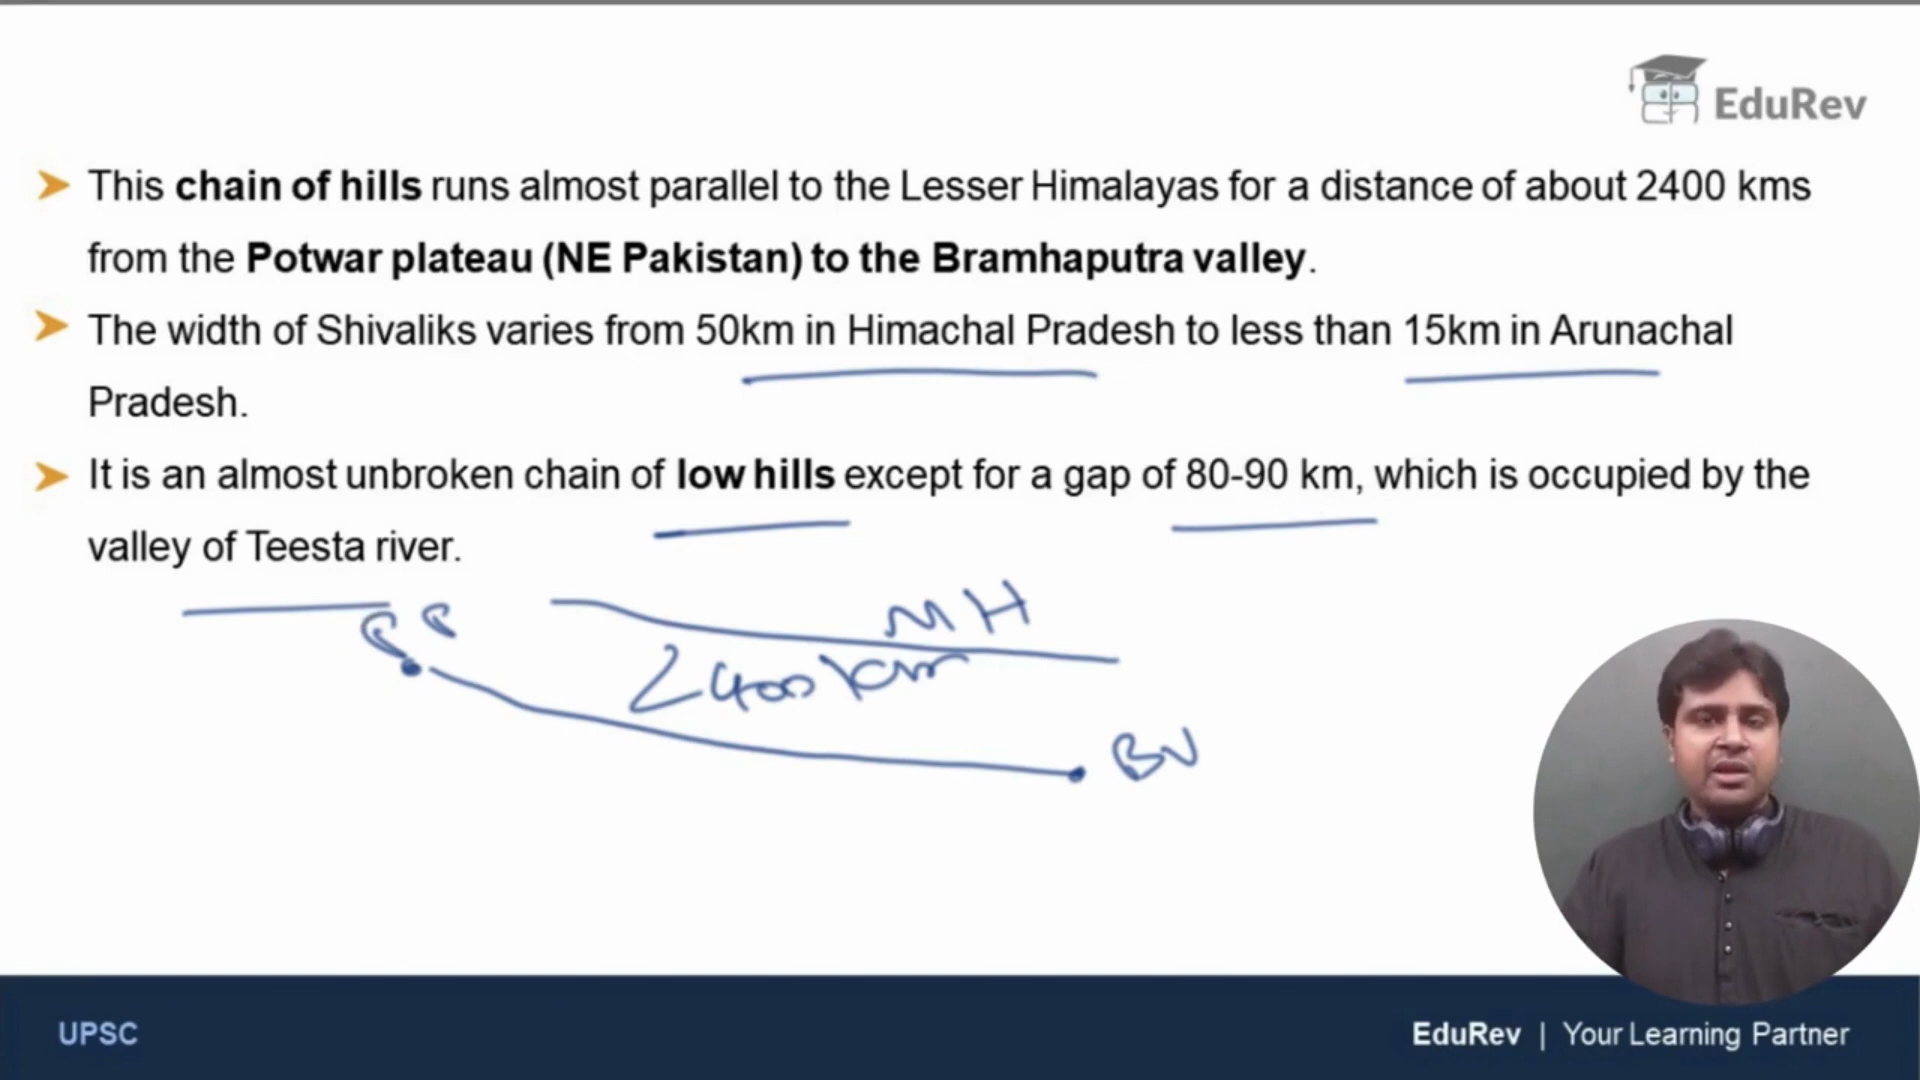 EduRev
This chain of hills runs almost parallel to the Lesser Himalayas for a distance of about 2400 kms
from the Potwar plateau (NE Pakistan) to the Bramhaputra valley.
The width of Shivaliks varies from 50km in Himachal Pradesh to less than 15km in Arunachal
Pradesh.
It is an almost unbroken chain of low hills except for a gap of 80-90 km, which is occupied by the
valley of Teesta river.
PP
MH
2400 km
BV
UPSC
EduRev | Your Learning Partner